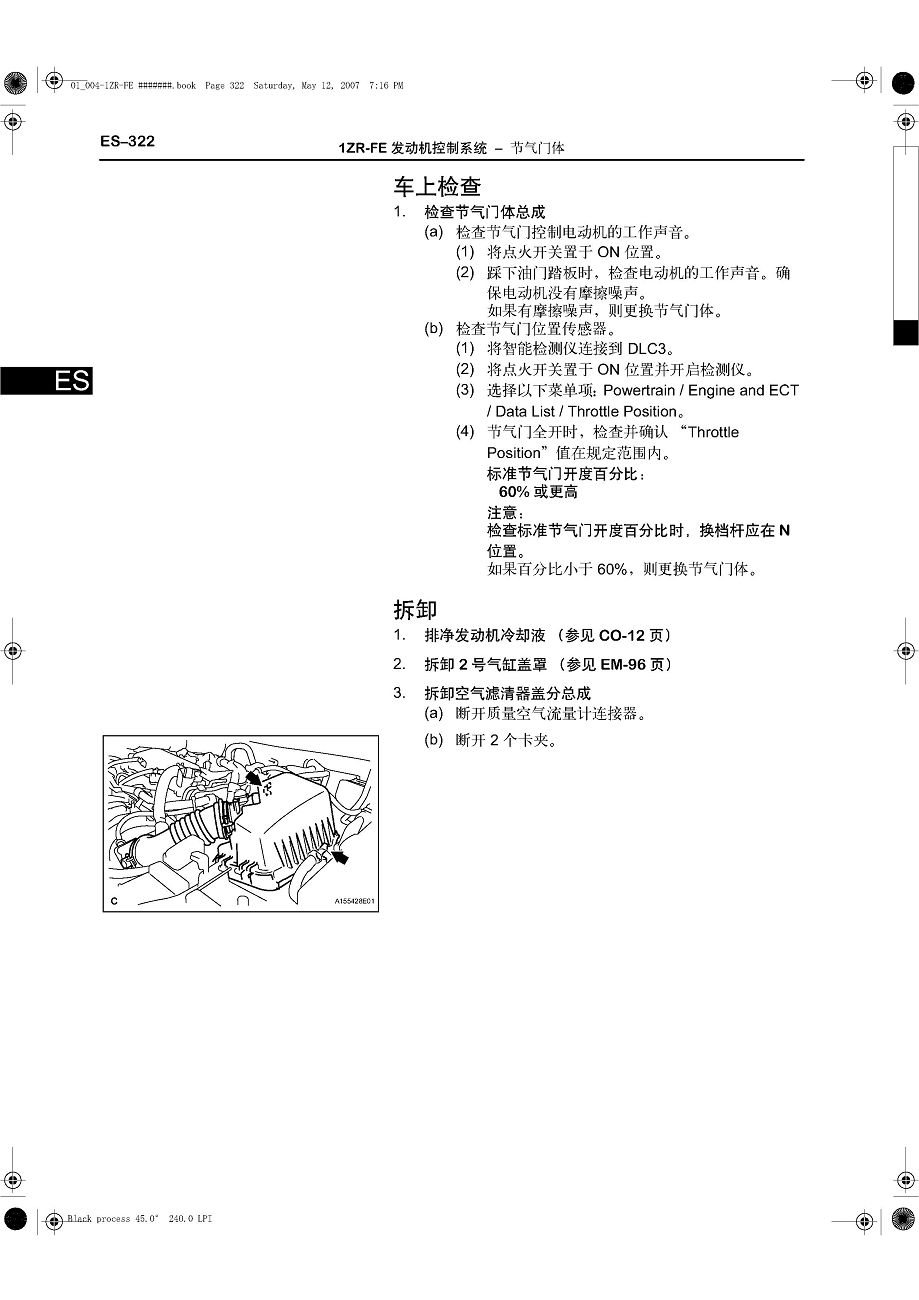 01_004-1ZR-FE #######.book Page 322 Saturday, May 12, 2007 7:16 PM
ES–322
1ZR-FE 发动机控制系统 – 节气门体
车上检查
1. 检查节气门体总成
(a) 检查节气门控制电动机的工作声音。
(1) 将点火开关置于 ON 位置。
(2) 踩下油门踏板时，检查电动机的工作声音。确
保电动机没有摩擦噪声。
如果有摩擦噪声，则更换节气门体。
(b) 检查节气门位置传感器。
(1) 将智能检测仪连接到 DLC3。
ES
(2) 将点火开关置于 ON 位置并开启检测仪。
(3) 选择以下菜单项：Powertrain / Engine and ECT
/ Data List / Throttle Position。
(4) 节气门全开时，检查并确认 “Throttle
Position”值在规定范围内。
标准节气门开度百分比：
60% 或更高
注意：
检查标准节气门开度百分比时，换档杆应在 N
位置。
如果百分比小于 60%，则更换节气门体。
拆卸
1. 排净发动机冷却液 （参见 CO-12 页）
2. 拆卸 2 号气缸盖罩 （参见 EM-96 页）
3. 拆卸空气滤清器盖分总成
(a) 断开质量空气流量计连接器。
(b) 断开 2 个卡夹。
C
A155428E01
Black process 45.0° 240.0 LPI